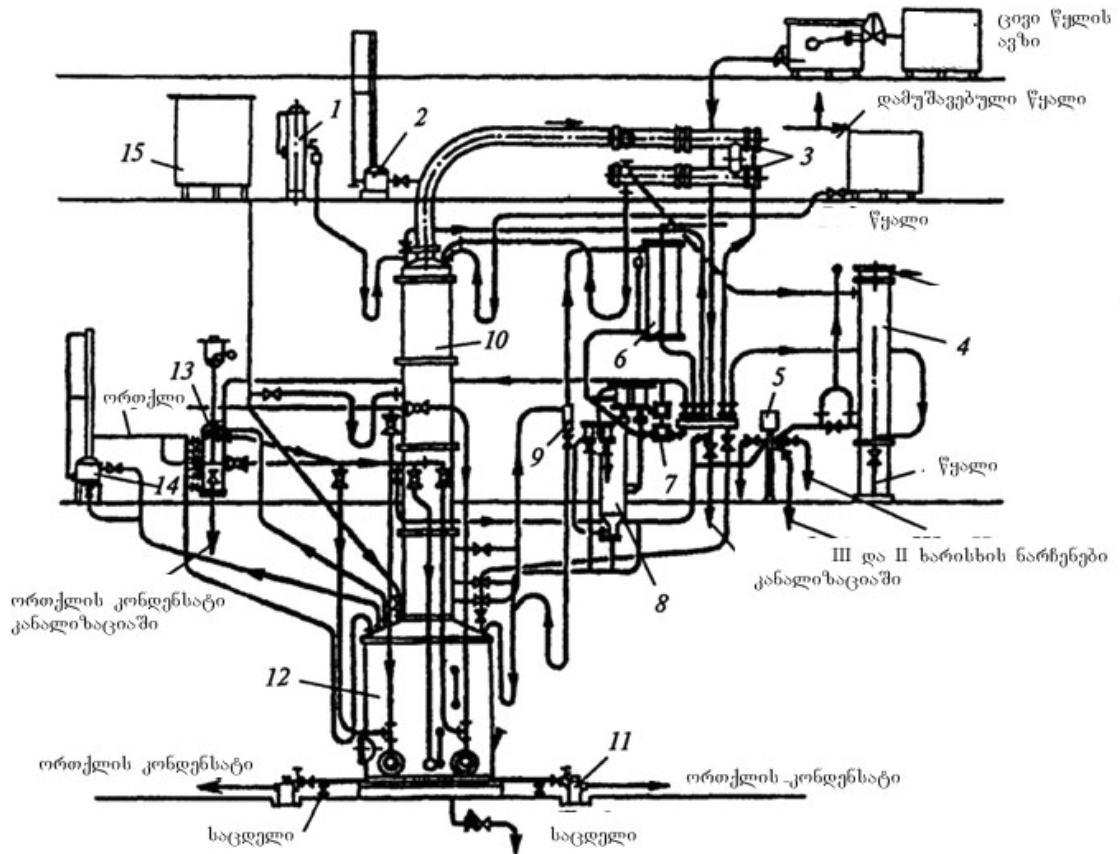 ცივი წყლის
ავზი
დამუშავებული წყალი
1
2
3
15
წყალი
10
6
4
13
5
ორთქლი
9
7
წყალი
14
III და II ხარისხის ნარჩენები
კანალიზაციაში
8
ორთქლის კონდენსატი
კანალიზაციაში
12
11
ორთქლის კონდენსატი
ორთქლის კონდენსატი
საცდელი
საცდელი